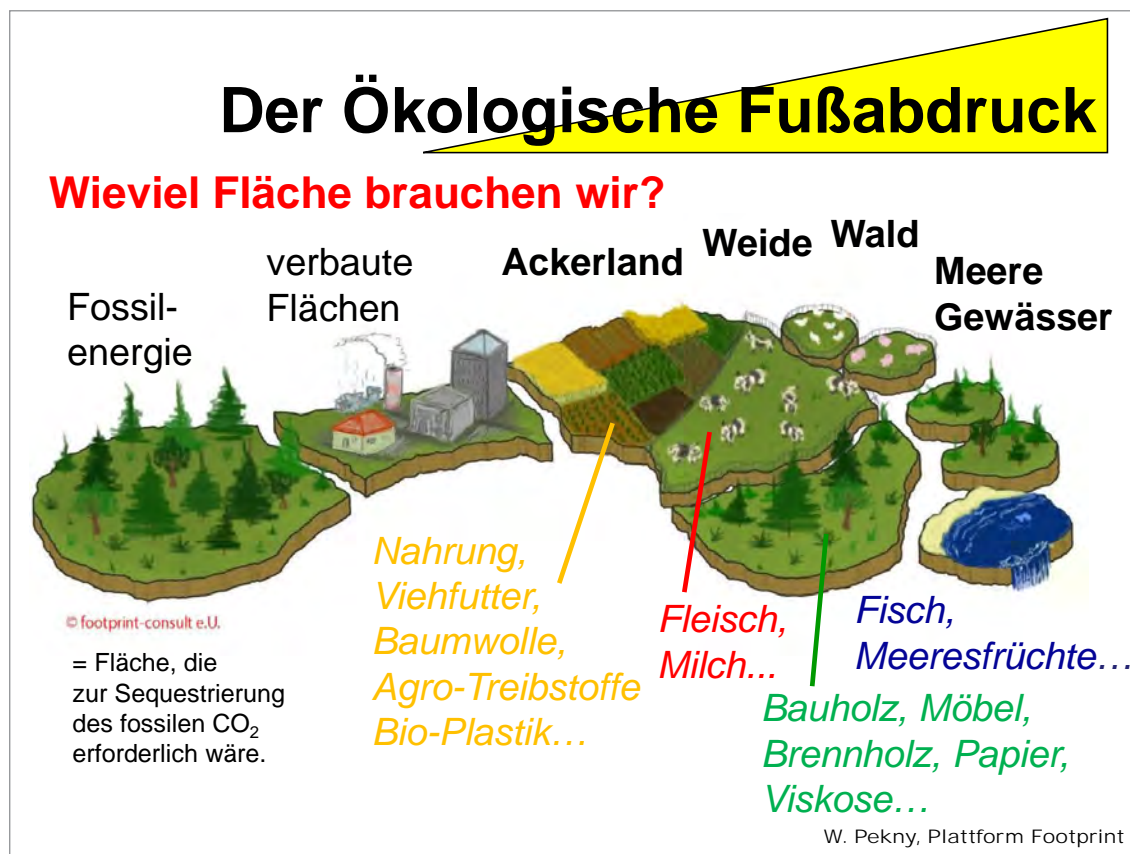 Der Ökologische Fußabdruck
Wieviel Fläche brauchen wir?
Fossil-
energie
verbaute
Flächen
Ackerland
Weide
Wald
Meere
Gewässer
© footprint-consult e.U.
= Fläche, die
zur Sequestrierung
des fossilen CO₂
erforderlich wäre.
Nahrung,
Viehfutter,
Baumwolle,
Agro-Treibstoffe
Bio-Plastik…
Fleisch,
Milch...
Fisch,
Meeresfrüchte…
Bauholz, Möbel,
Brennholz, Papier,
Viskose…
W. Pekny, Plattform Footprint